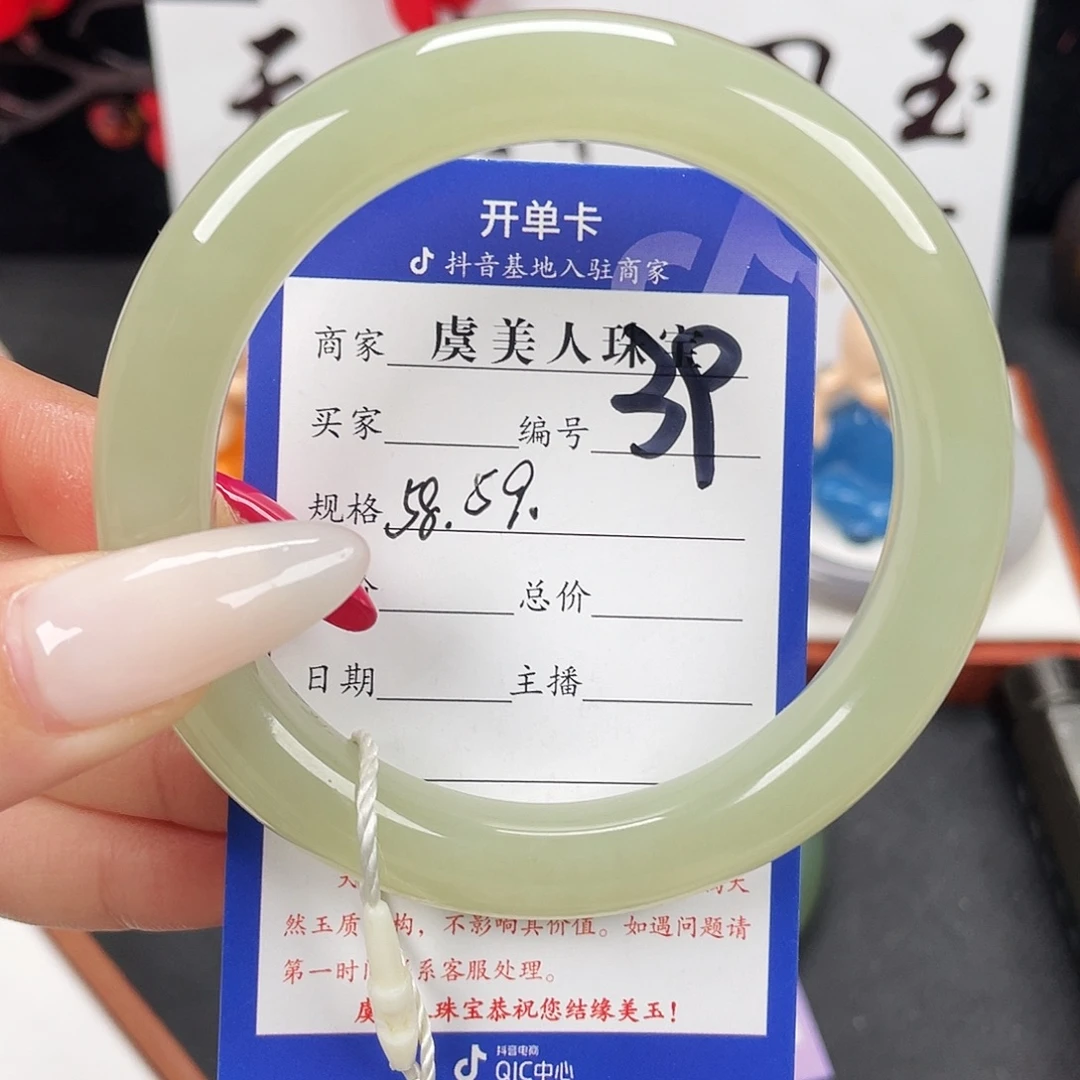 玉
开单卡
抖音基地入驻商家
商家 虞美人珠宝
买家 编号 39
规格 58.59.
总价
日期 主播
然玉质 构，不影响其价值。如遇问题请
第一时间 系客服处理。
虞 人珠宝恭祝您结缘美玉！
抖音电商
QIC中心